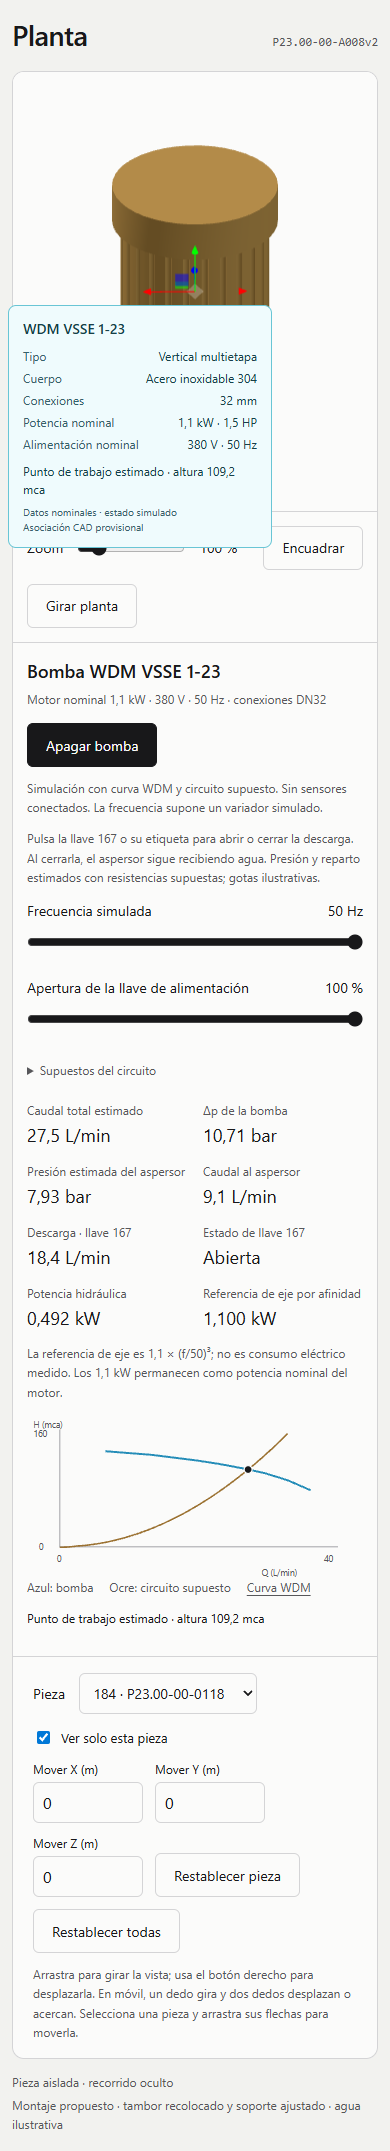 Planta
P23.00-00-A008v2
WDM VSSE 1-23
Tipo Vertical multietapa
Cuerpo Acero inoxidable 304
Conexiones 32 mm
Potencia nominal 1,1 kW · 1,5 HP
Alimentación nominal 380 V · 50 Hz
Punto de trabajo estimado · altura 109,2
mca
Datos nominales · estado simulado
Asociación CAD provisional
Zoom 100 % Encuadrar
Girar planta
Bomba WDM VSSE 1-23
Motor nominal 1,1 kW · 380 V · 50 Hz · conexiones DN32
Apagar bomba
Simulación con curva WDM y circuito supuesto. Sin sensores
conectados. La frecuencia supone un variador simulado.
Pulsa la llave 167 o su etiqueta para abrir o cerrar la descarga.
Al cerrarla, el aspersor sigue recibiendo agua. Presión y reparto
estimados con resistencias supuestas; gotas ilustrativas.
Frecuencia simulada 50 Hz
Apertura de la llave de alimentación 100 %
▶ Supuestos del circuito
Caudal total estimado Δp de la bomba
27,5 L/min 10,71 bar
Presión estimada del aspersor Caudal al aspersor
7,93 bar 9,1 L/min
Descarga · llave 167 Estado de llave 167
18,4 L/min Abierta
Potencia hidráulica Referencia de eje por afinidad
0,492 kW 1,100 kW
La referencia de eje es 1,1 × (f/50)³; no es consumo eléctrico
medido. Los 1,1 kW permanecen como potencia nominal del
motor.
H (mca)
160
0
0 40
Q (L/min)
Azul: bomba Ocre: circuito supuesto Curva WDM
Punto de trabajo estimado · altura 109,2 mca
Pieza 184 · P23.00-00-0118
Ver solo esta pieza
Mover X (m) Mover Y (m)
0 0
Mover Z (m)
0 Restablecer pieza
Restablecer todas
Arrastra para girar la vista; usa el botón derecho para
desplazarla. En móvil, un dedo gira y dos dedos desplazan o
acercan. Selecciona una pieza y arrastra sus flechas para
moverla.
Pieza aislada · recorrido oculto
Montaje propuesto · tambor recolocado y soporte ajustado · agua
ilustrativa